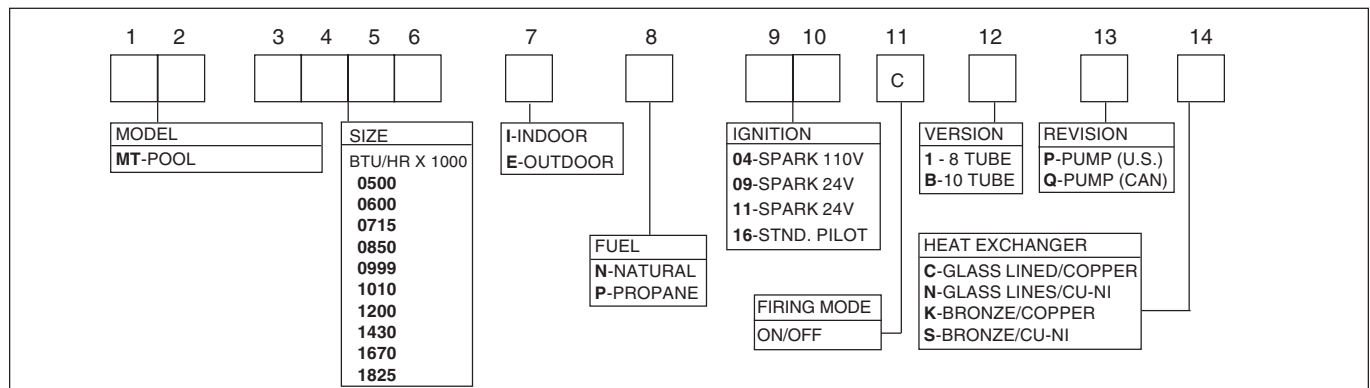 1 2 3 4 5 6 7 8 9 10 11 12 13 14
C
MODEL
MT-POOL
SIZE
BTU/HR X 1000
0500
0600
0715
0850
0999
1010
1200
1430
1670
1825
I-INDOOR
E-OUTDOOR
FUEL
N-NATURAL
P-PROPANE
IGNITION
04-SPARK 110V
09-SPARK 24V
11-SPARK 24V
16-STND. PILOT
FIRING MODE
ON/OFF
VERSION
1 - 8 TUBE
B-10 TUBE
REVISION
P-PUMP (U.S.)
Q-PUMP (CAN)
HEAT EXCHANGER
C-GLASS LINED/COPPER
N-GLASS LINES/CU-NI
K-BRONZE/COPPER
S-BRONZE/CU-NI